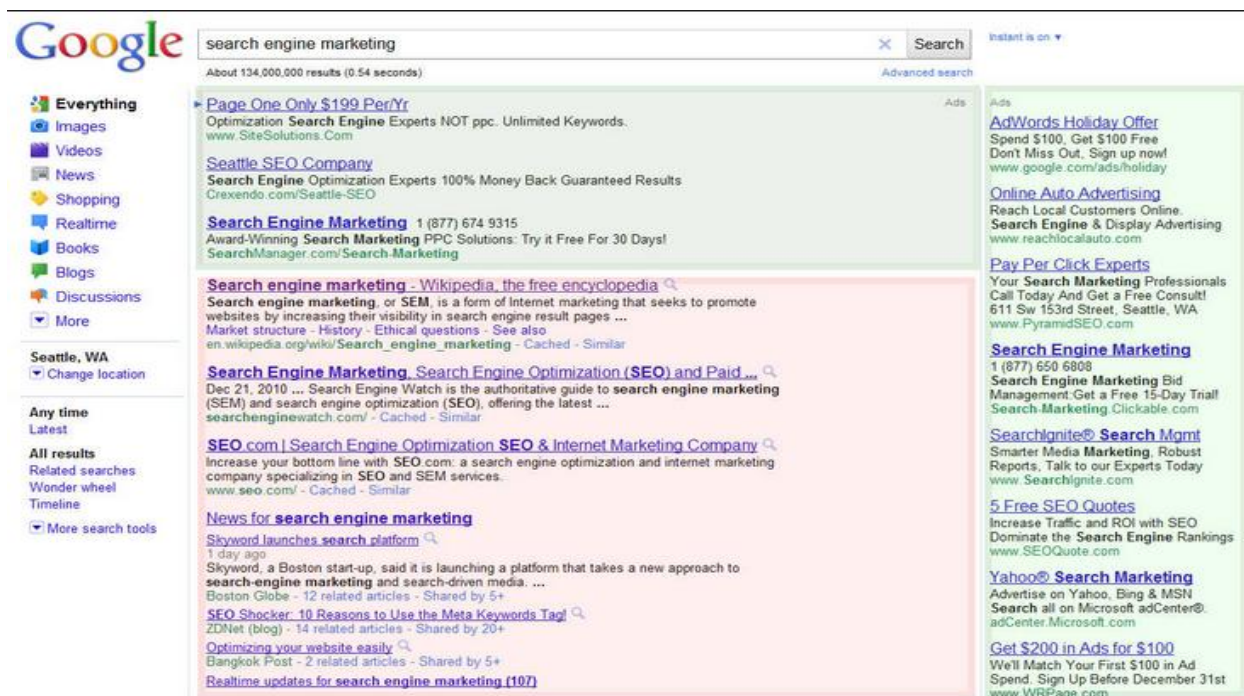 Google
search engine marketing
Search
Instant is on
About 134,000,000 results (0.54 seconds)
Advanced search
Everything
Images
Videos
News
Shopping
Realtime
Books
Blogs
Discussions
More
Seattle, WA
Change location
Any time
Latest
All results
Related searches
Wonder wheel
Timeline
More search tools
Page One Only $199 Per/Yr
Ads
Optimization Search Engine Experts NOT ppc. Unlimited Keywords.
www.SiteSolutions.Com
Seattle SEO Company
Search Engine Optimization Experts 100% Money Back Guaranteed Results
Crexendo.com/Seattle-SEO
Search Engine Marketing 1 (877) 674 9315
Award-Winning Search Marketing PPC Solutions: Try it Free For 30 Days!
SearchManager.com/Search-Marketing
Search engine marketing - Wikipedia, the free encyclopedia
Search engine marketing, or SEM, is a form of Internet marketing that seeks to promote
websites by increasing their visibility in search engine result pages ...
Market structure - History - Ethical questions - See also
en.wikipedia.org/wiki/Search_engine_marketing - Cached - Similar
Search Engine Marketing, Search Engine Optimization (SEO) and Paid ...
Dec 21, 2010 ... Search Engine Watch is the authoritative guide to search engine marketing
(SEM) and search engine optimization (SEO), offering the latest ...
searchenginewatch.com/ - Cached - Similar
SEO.com | Search Engine Optimization SEO & Internet Marketing Company
Increase your bottom line with SEO.com: a search engine optimization and internet marketing
company specializing in SEO and SEM services.
www.seo.com/ - Cached - Similar
News for search engine marketing
Skyword launches search platform
1 day ago
Skyword, a Boston start-up, said it is launching a platform that takes a new approach to
search-engine marketing and search-driven media. ...
Boston Globe - 12 related articles - Shared by 5+
SEO Shocker: 10 Reasons to Use the Meta Keywords Tag!
ZDNet (blog) - 14 related articles - Shared by 20+
Optimizing your website easily
Bangkok Post - 2 related articles - Shared by 5+
Realtime updates for search engine marketing (107)
Ads
AdWords Holiday Offer
Spend $100, Get $100 Free
Don't Miss Out, Sign up now!
www.google.com/ads/holiday
Online Auto Advertising
Reach Local Customers Online.
Search Engine & Display Advertising
www.reachlocalauto.com
Pay Per Click Experts
Your Search Marketing Professionals
Call Today And Get a Free Consult!
611 Sw 153rd Street, Seattle, WA
www.PyramidSEO.com
Search Engine Marketing
1 (877) 650 6808
Search Engine Marketing Bid
Management:Get a Free 15-Day Trial!
Search-Marketing.Clickable.com
SearchIgnite® Search Mgmt
Smarter Media Marketing, Robust
Reports, Talk to our Experts Today
www.SearchIgnite.com
5 Free SEO Quotes
Increase Traffic and ROI with SEO
Dominate the Search Engine Rankings
www.SEOQuote.com
Yahoo® Search Marketing
Advertise on Yahoo, Bing & MSN
Search all on Microsoft adCenter®.
adCenter.Microsoft.com
Get $200 in Ads for $100
We'll Match Your First $100 in Ad
Spend. Sign Up Before December 31st
www.WRPage.com